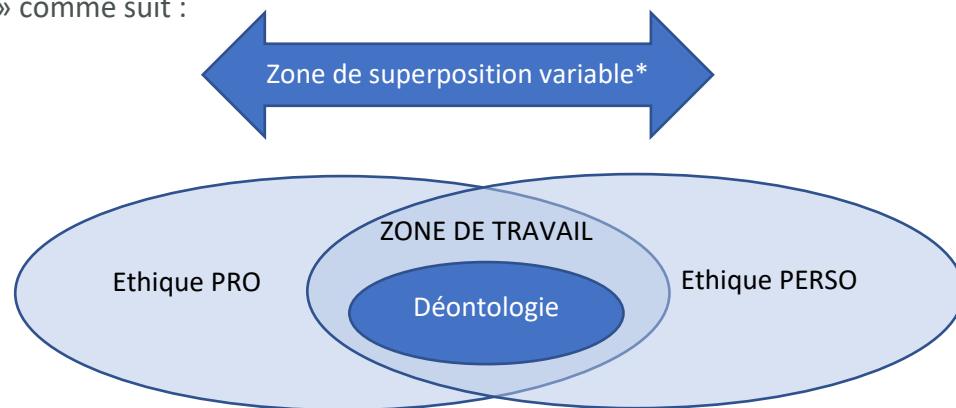 » comme suit :
Zone de superposition variable*
ZONE DE TRAVAIL
Ethique PRO
Ethique PERSO
Déontologie